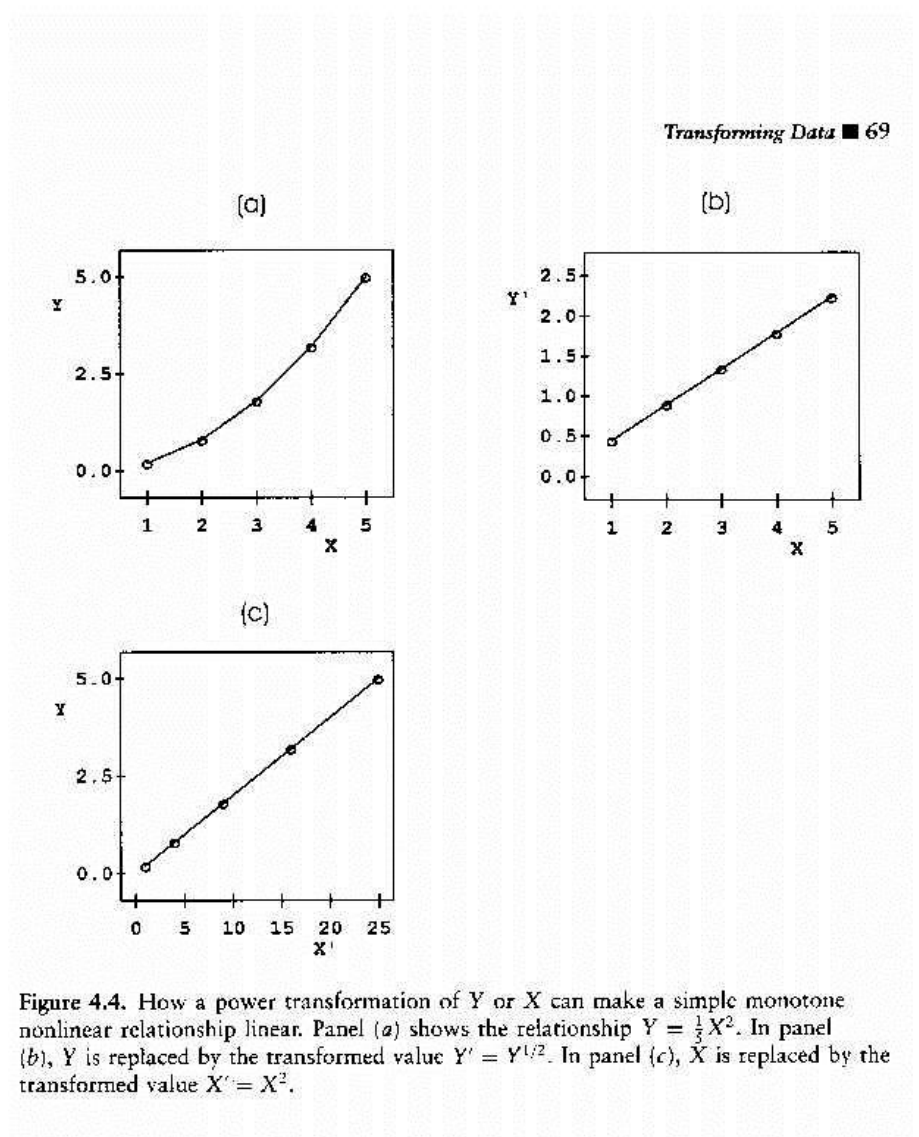 Transforming Data ■ 69
(a)
(b)
5.0
Y
2.5
0.0
1 2 3 4 5
X
2.5
Y'
2.0
1.5
1.0
0.5
0.0
1 2 3 4 5
X
(c)
5.0
Y
2.5
0.0
0 5 10 15 20 25
X'
Figure 4.4. How a power transformation of Y or X can make a simple monotone
nonlinear relationship linear. Panel (a) shows the relationship Y = 1/5 X². In panel
(b), Y is replaced by the transformed value Y′ = Y^1/2. In panel (c), X is replaced by the
transformed value X′ = X².